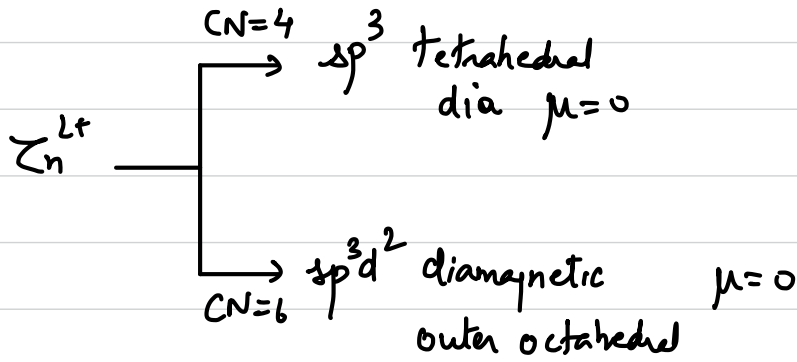 CN=4
sp³ tetrahedral
dia μ=0
Zn²⁺
sp³d² diamagnetic μ=0
CN=6
outer octahedral